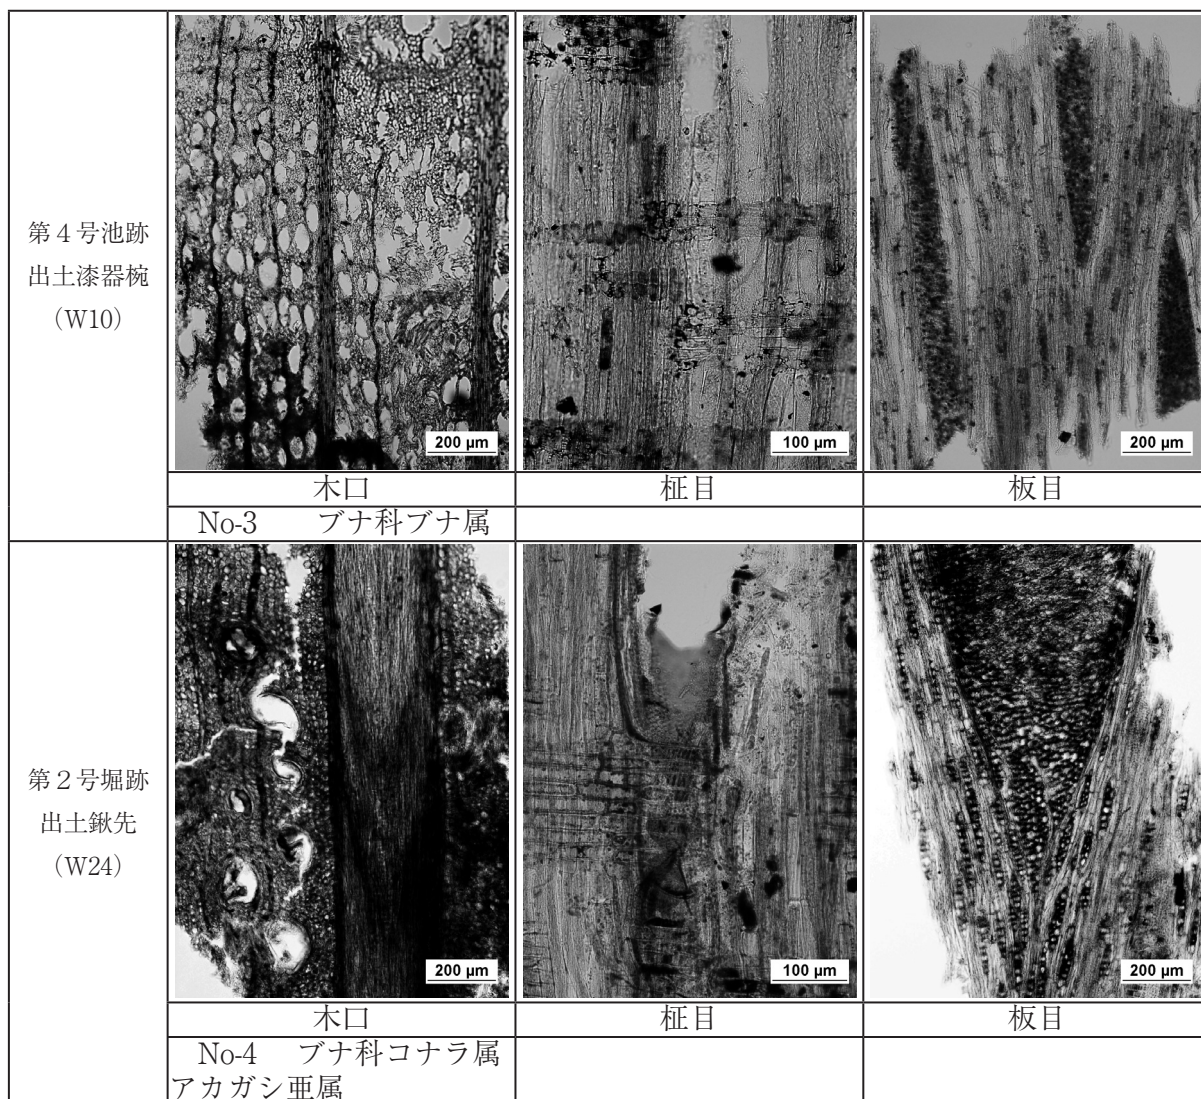 第４号池跡
出土漆器椀
（W10）
200 µm
100 µm
200 µm
木口
柾目
板目
No-3　ブナ科ブナ属
第２号堀跡
出土鍬先
（W24）
200 µm
100 µm
200 µm
木口
柾目
板目
No-4　ブナ科コナラ属
アカガシ亜属